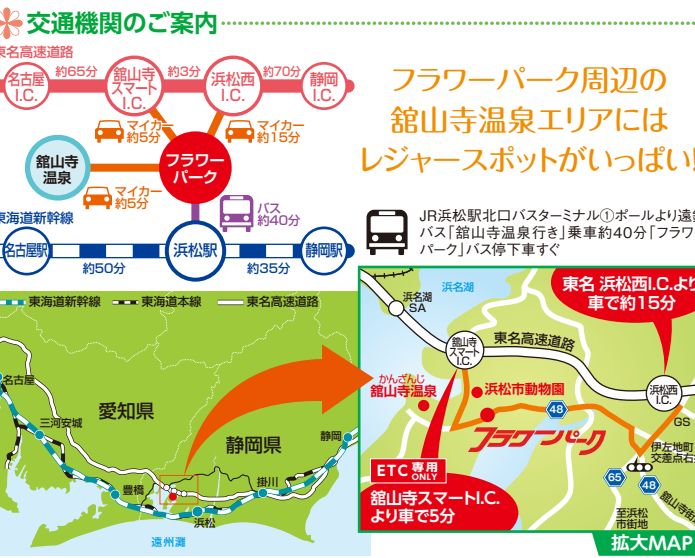 交通機関のご案内
東名高速道路
名古屋
I.C.
約65分
舘山寺
スマート
I.C.
約3分
浜松西
I.C.
約70分
静岡
I.C.
マイカー
約5分
マイカー
約15分
舘山寺
温泉
フラワー
パーク
マイカー
約5分
バス
約40分
東海道新幹線
名古屋駅
約50分
浜松駅
約35分
静岡駅
フラワーパーク周辺の
舘山寺温泉エリアには
レジャースポットがいっぱい!
JR浜松駅北口バスターミナル①ポールより遠鉄
バス「舘山寺温泉行き」乗車約40分「フラワー
パーク」バス停下車すぐ
東海道新幹線
東海道本線
東名高速道路
名古屋
三河安城
愛知県
静岡県
静岡
豊橋
掛川
浜松
遠州灘
浜名湖
SA
浜名湖
東名 浜松西I.C.より
車で約15分
舘山寺
スマート
I.C.
東名高速道路
かんざんじ
舘山寺温泉
浜松市動物園
浜松西
I.C.
48
フラワーパーク
GS
伊左地町
交差点右
ETC 専用
ONLY
65
48
舘山寺スマートI.C.
より車で5分
至浜松
市街地
舘山寺街
拡大MAP